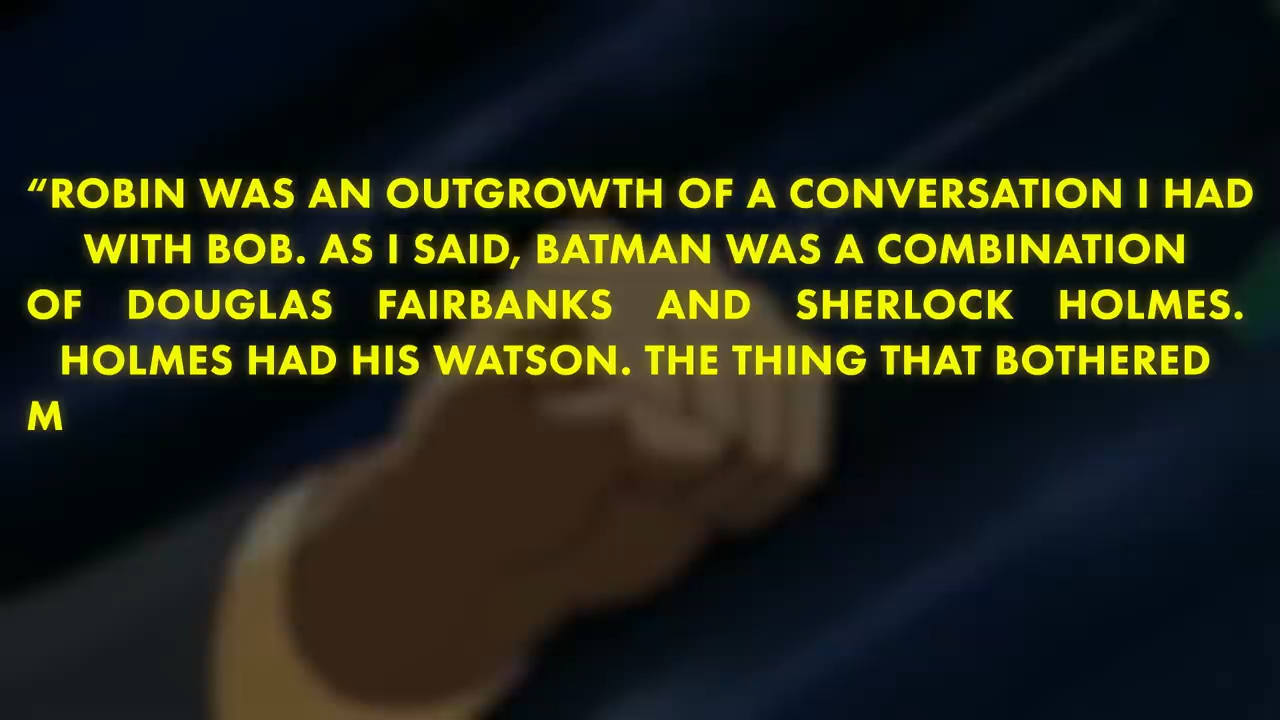 “ROBIN WAS AN OUTGROWTH OF A CONVERSATION I HAD
WITH BOB. AS I SAID, BATMAN WAS A COMBINATION
OF DOUGLAS FAIRBANKS AND SHERLOCK HOLMES.
HOLMES HAD HIS WATSON. THE THING THAT BOTHERED
M